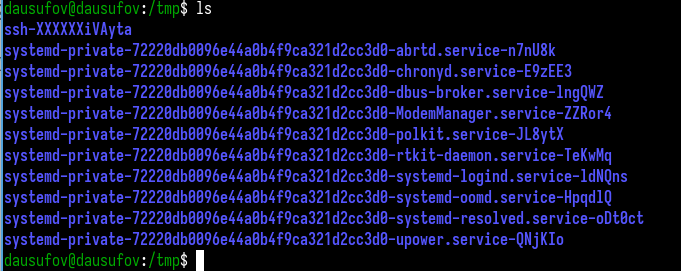 dausufov@dausufov:/tmp$ ls
ssh-XXXXXXiVAyta
systemd-private-72220db0096e44a0b4f9ca321d2cc3d0-abrtd.service-n7nU8k
systemd-private-72220db0096e44a0b4f9ca321d2cc3d0-chronyd.service-E9zEE3
systemd-private-72220db0096e44a0b4f9ca321d2cc3d0-dbus-broker.service-lngQWZ
systemd-private-72220db0096e44a0b4f9ca321d2cc3d0-ModemManager.service-ZZRor4
systemd-private-72220db0096e44a0b4f9ca321d2cc3d0-polkit.service-JL8ytX
systemd-private-72220db0096e44a0b4f9ca321d2cc3d0-rtkit-daemon.service-TeKwMq
systemd-private-72220db0096e44a0b4f9ca321d2cc3d0-systemd-logind.service-ldNQns
systemd-private-72220db0096e44a0b4f9ca321d2cc3d0-systemd-oomd.service-HpqdlQ
systemd-private-72220db0096e44a0b4f9ca321d2cc3d0-systemd-resolved.service-oDt0ct
systemd-private-72220db0096e44a0b4f9ca321d2cc3d0-upower.service-QNjKIo
dausufov@dausufov:/tmp$